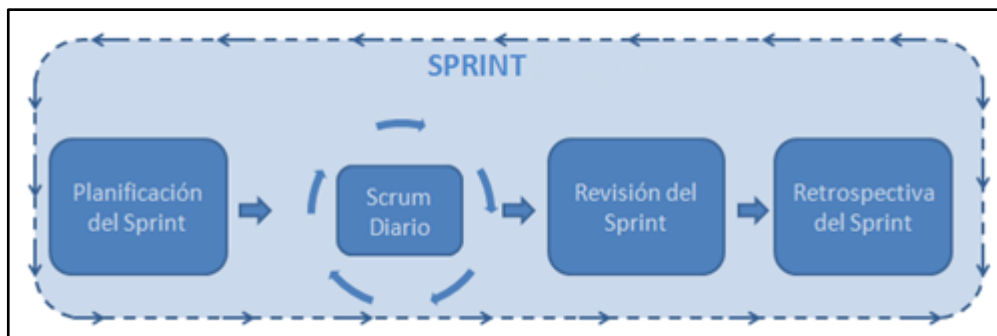 SPRINT
Planificación
del Sprint
Scrum
Diario
Revisión del
Sprint
Retrospectiva
del Sprint